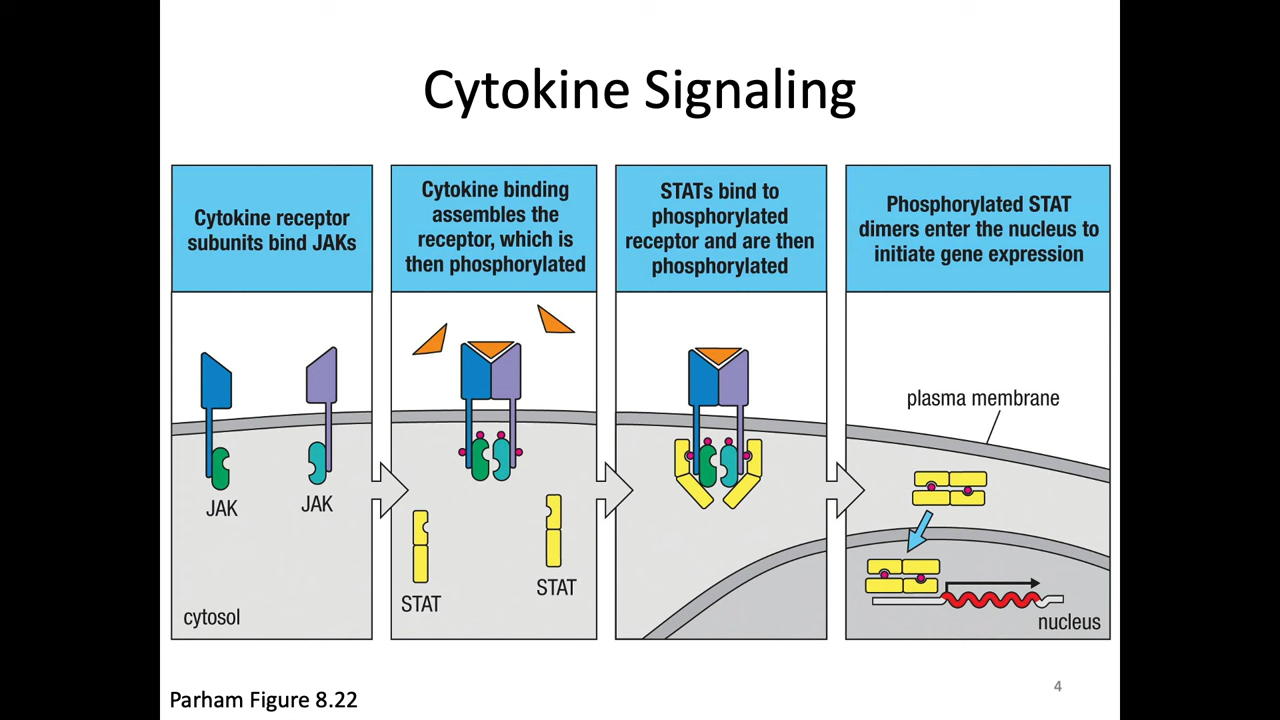 Cytokine Signaling
Cytokine receptor
subunits bind JAKs
Cytokine binding
assembles the
receptor, which is
then phosphorylated
STATs bind to
phosphorylated
receptor and are then
phosphorylated
Phosphorylated STAT
dimers enter the nucleus to
initiate gene expression
JAK
JAK
cytosol
STAT
STAT
plasma membrane
nucleus
Parham Figure 8.22
4